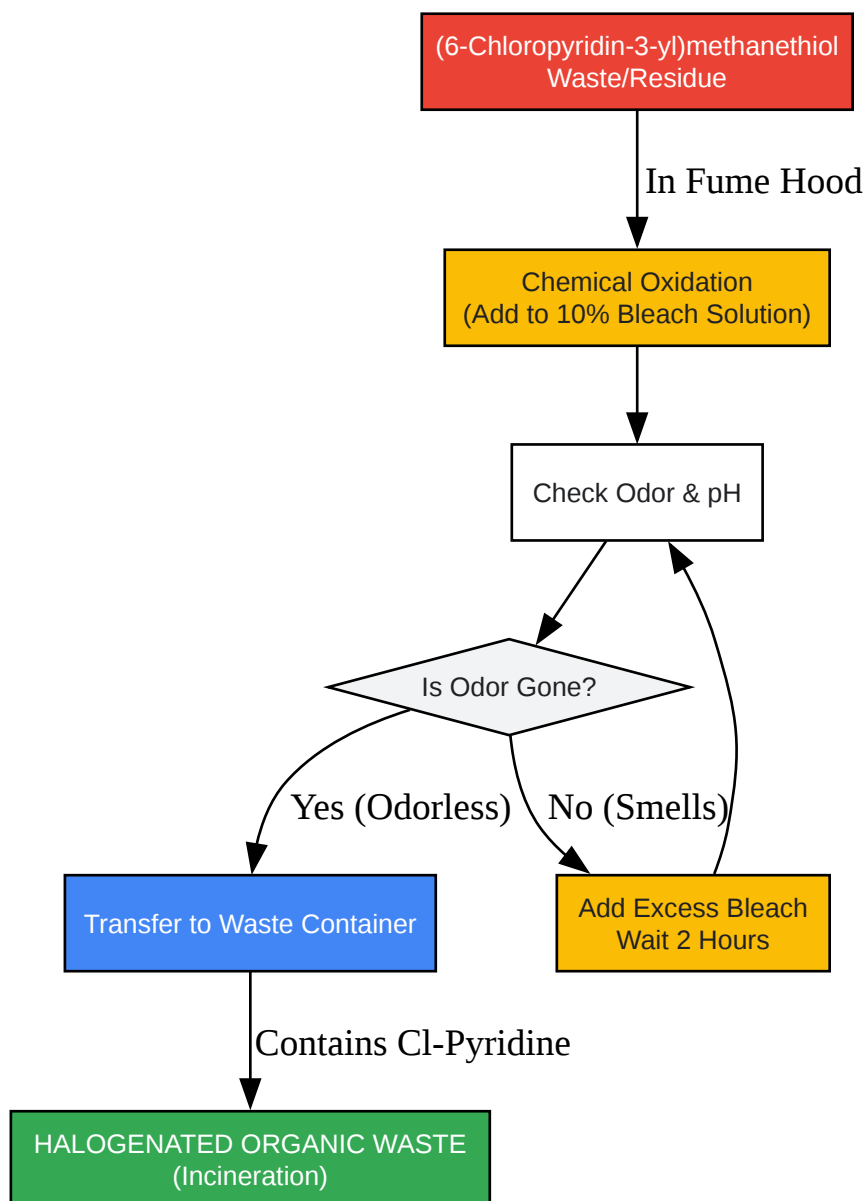 (6-Chloropyridin-3-yl)methanethiol
Waste/Residue
In Fume Hood
Chemical Oxidation
(Add to 10% Bleach Solution)
Check Odor & pH
Is Odor Gone?
Yes (Odorless)
No (Smells)
Transfer to Waste Container
Add Excess Bleach
Wait 2 Hours
Contains Cl-Pyridine
HALOGENATED ORGANIC WASTE
(Incineration)